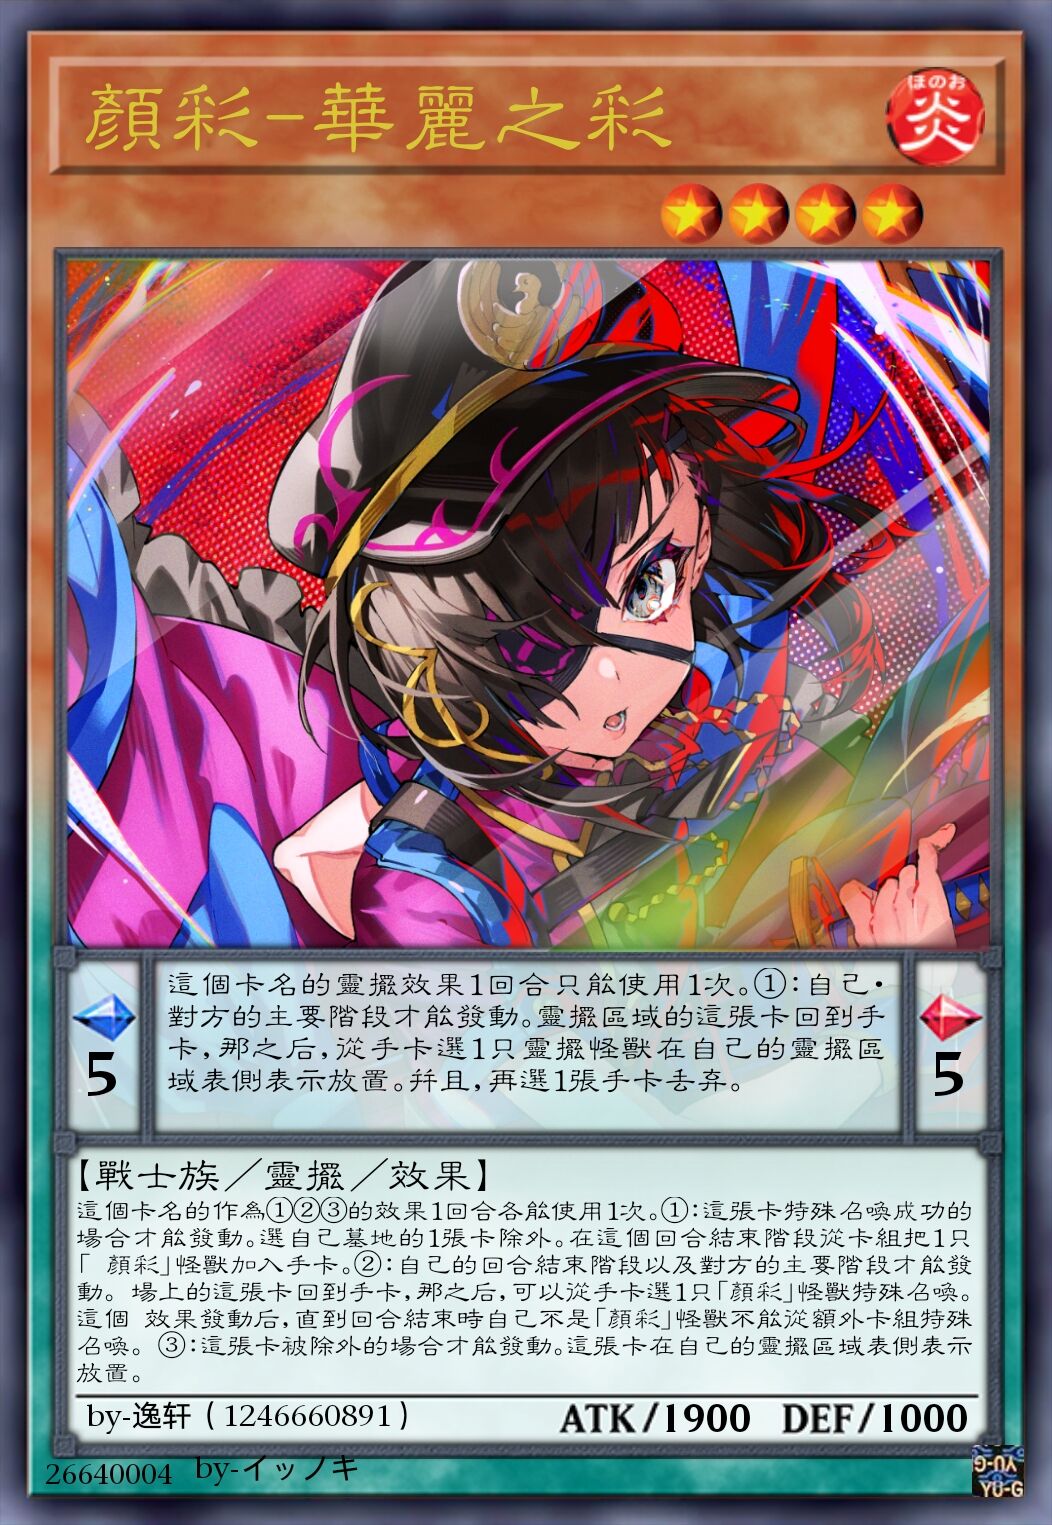 顏彩-華麗之彩
ほのお
炎
這個卡名的靈擺效果1回合只能使用1次。①:自己・
對方的主要階段才能發動。靈擺區域的這張卡回到手
卡,那之后,從手卡選1只靈擺怪獸在自己的靈擺區
域表側表示放置。并且,再選1張手卡丢弃。
5
5
【戰士族／靈擺／效果】
這個卡名的作為①②③的效果1回合各能使用1次。①:這張卡特殊召喚成功的
場合才能發動。選自己墓地的1張卡除外。在這個回合結束階段從卡組把1只
「 顏彩」怪獸加入手卡。②:自己的回合結束階段以及對方的主要階段才能發
動。 場上的這張卡回到手卡,那之后,可以從手卡選1只「顏彩」怪獸特殊召喚。
這個 效果發動后,直到回合結束時自己不是「顏彩」怪獸不能從額外卡組特殊
召喚。 ③:這張卡被除外的場合才能發動。這張卡在自己的靈擺區域表側表示
放置。
by-逸轩（1246660891）
ATK/1900 DEF/1000
26640004 by-イッノキ
YU-G